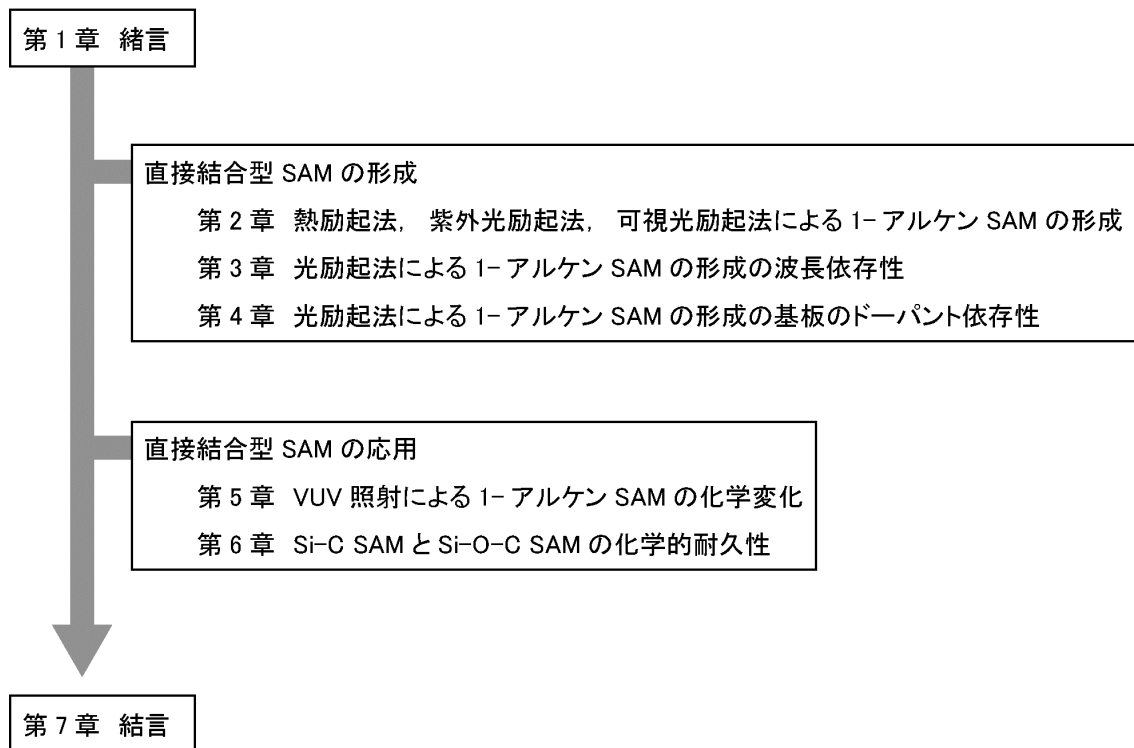 第1章 緒言
直接結合型 SAM の形成
第2章 熱励起法, 紫外光励起法, 可視光励起法による 1-アルケン SAM の形成
第3章 光励起法による 1-アルケン SAM の形成の波長依存性
第4章 光励起法による 1-アルケン SAM の形成の基板のドーパント依存性
直接結合型 SAM の応用
第5章 VUV 照射による 1-アルケン SAM の化学変化
第6章 Si-C SAM と Si-O-C SAM の化学的耐久性
第7章 結言